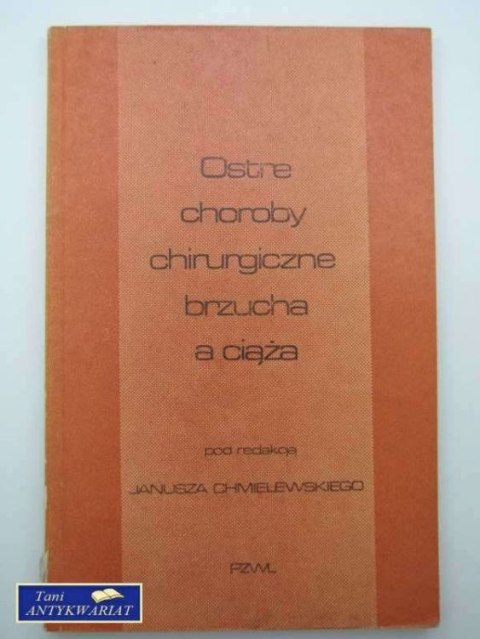 Ostre
choroby
chirurgiczne
brzucha
a ciąża
pod redakcją
JANUSZA CHMIELEWSKIEGO
PZWL
Tani
ANTYKWARIAT